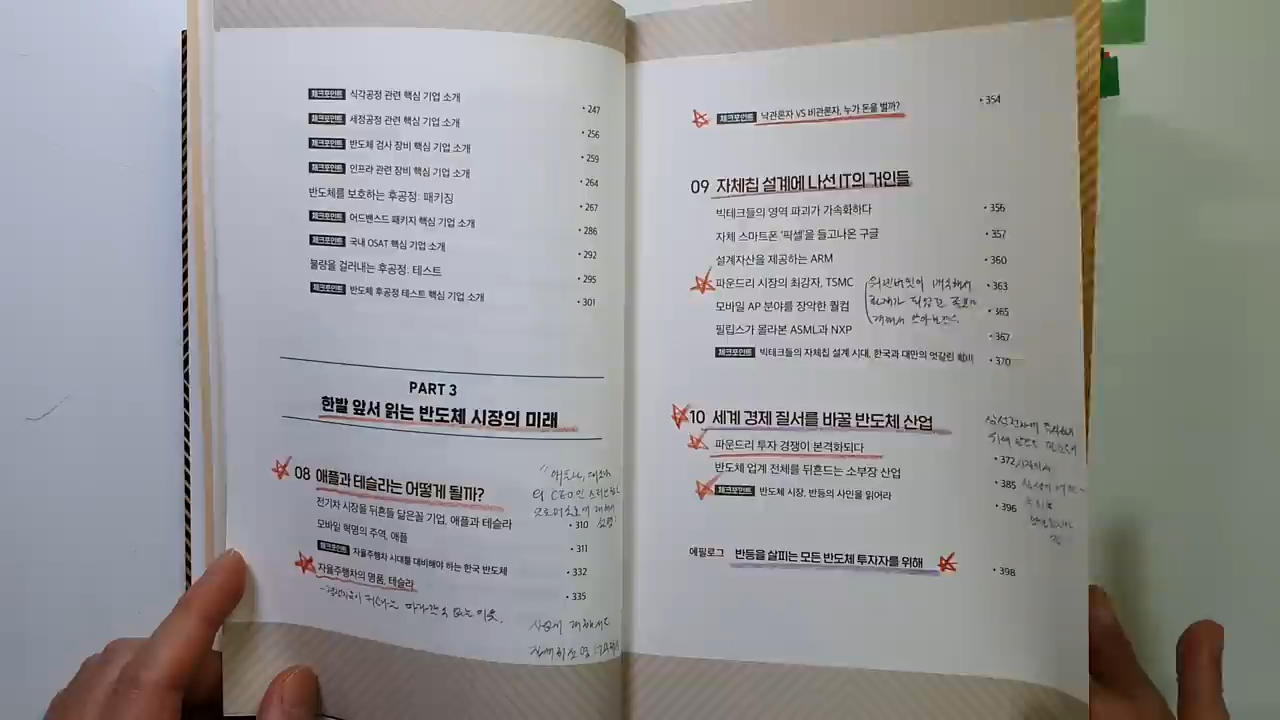 체크포인트 식각공정 관련 핵심 기업 소개 • 247
체크포인트 세정공정 관련 핵심 기업 소개 • 256
체크포인트 반도체 검사 장비 핵심 기업 소개 • 259
체크포인트 인프라 관련 장비 핵심 기업 소개 • 264
반도체를 보호하는 후공정: 패키징 • 267
체크포인트 어드밴스드 패키지 핵심 기업 소개 • 286
체크포인트 국내 OSAT 핵심 기업 소개 • 292
불량을 걸러내는 후공정: 테스트 • 295
체크포인트 반도체 후공정 테스트 핵심 기업 소개 • 301
PART 3
한발 앞서 읽는 반도체 시장의 미래
08 애플과 테슬라는 어떻게 될까?
전기차 시장을 뒤흔들 닮은꼴 기업, 애플과 테슬라 • 310
모바일 혁명의 주역, 애플 • 311
체크포인트 자율주행차 시대를 대비해야 하는 한국 반도체 • 332
자율주행차의 명품, 테슬라 • 335
체크포인트 낙관론자 VS 비관론자, 누가 돈을 벌까? • 354
09 자체칩 설계에 나선 IT의 거인들
빅테크들의 영역 파괴가 가속화하다 • 356
자체 스마트폰 '픽셀'을 들고나온 구글 • 357
설계자산을 제공하는 ARM • 360
파운드리 시장의 최강자, TSMC • 363
모바일 AP 분야를 장악한 퀄컴 • 365
필립스가 몰라본 ASML과 NXP • 367
체크포인트 빅테크들의 자체칩 설계 시대, 한국과 대만의 엇갈린 희비 • 370
10 세계 경제 질서를 바꿀 반도체 산업
파운드리 투자 경쟁이 본격화되다 • 372
반도체 업계 전체를 뒤흔드는 소부장 산업 • 385
체크포인트 반도체 시장, 반등의 사인을 읽어라 • 396
에필로그 반등을 살피는 모든 반도체 투자자를 위해 • 398